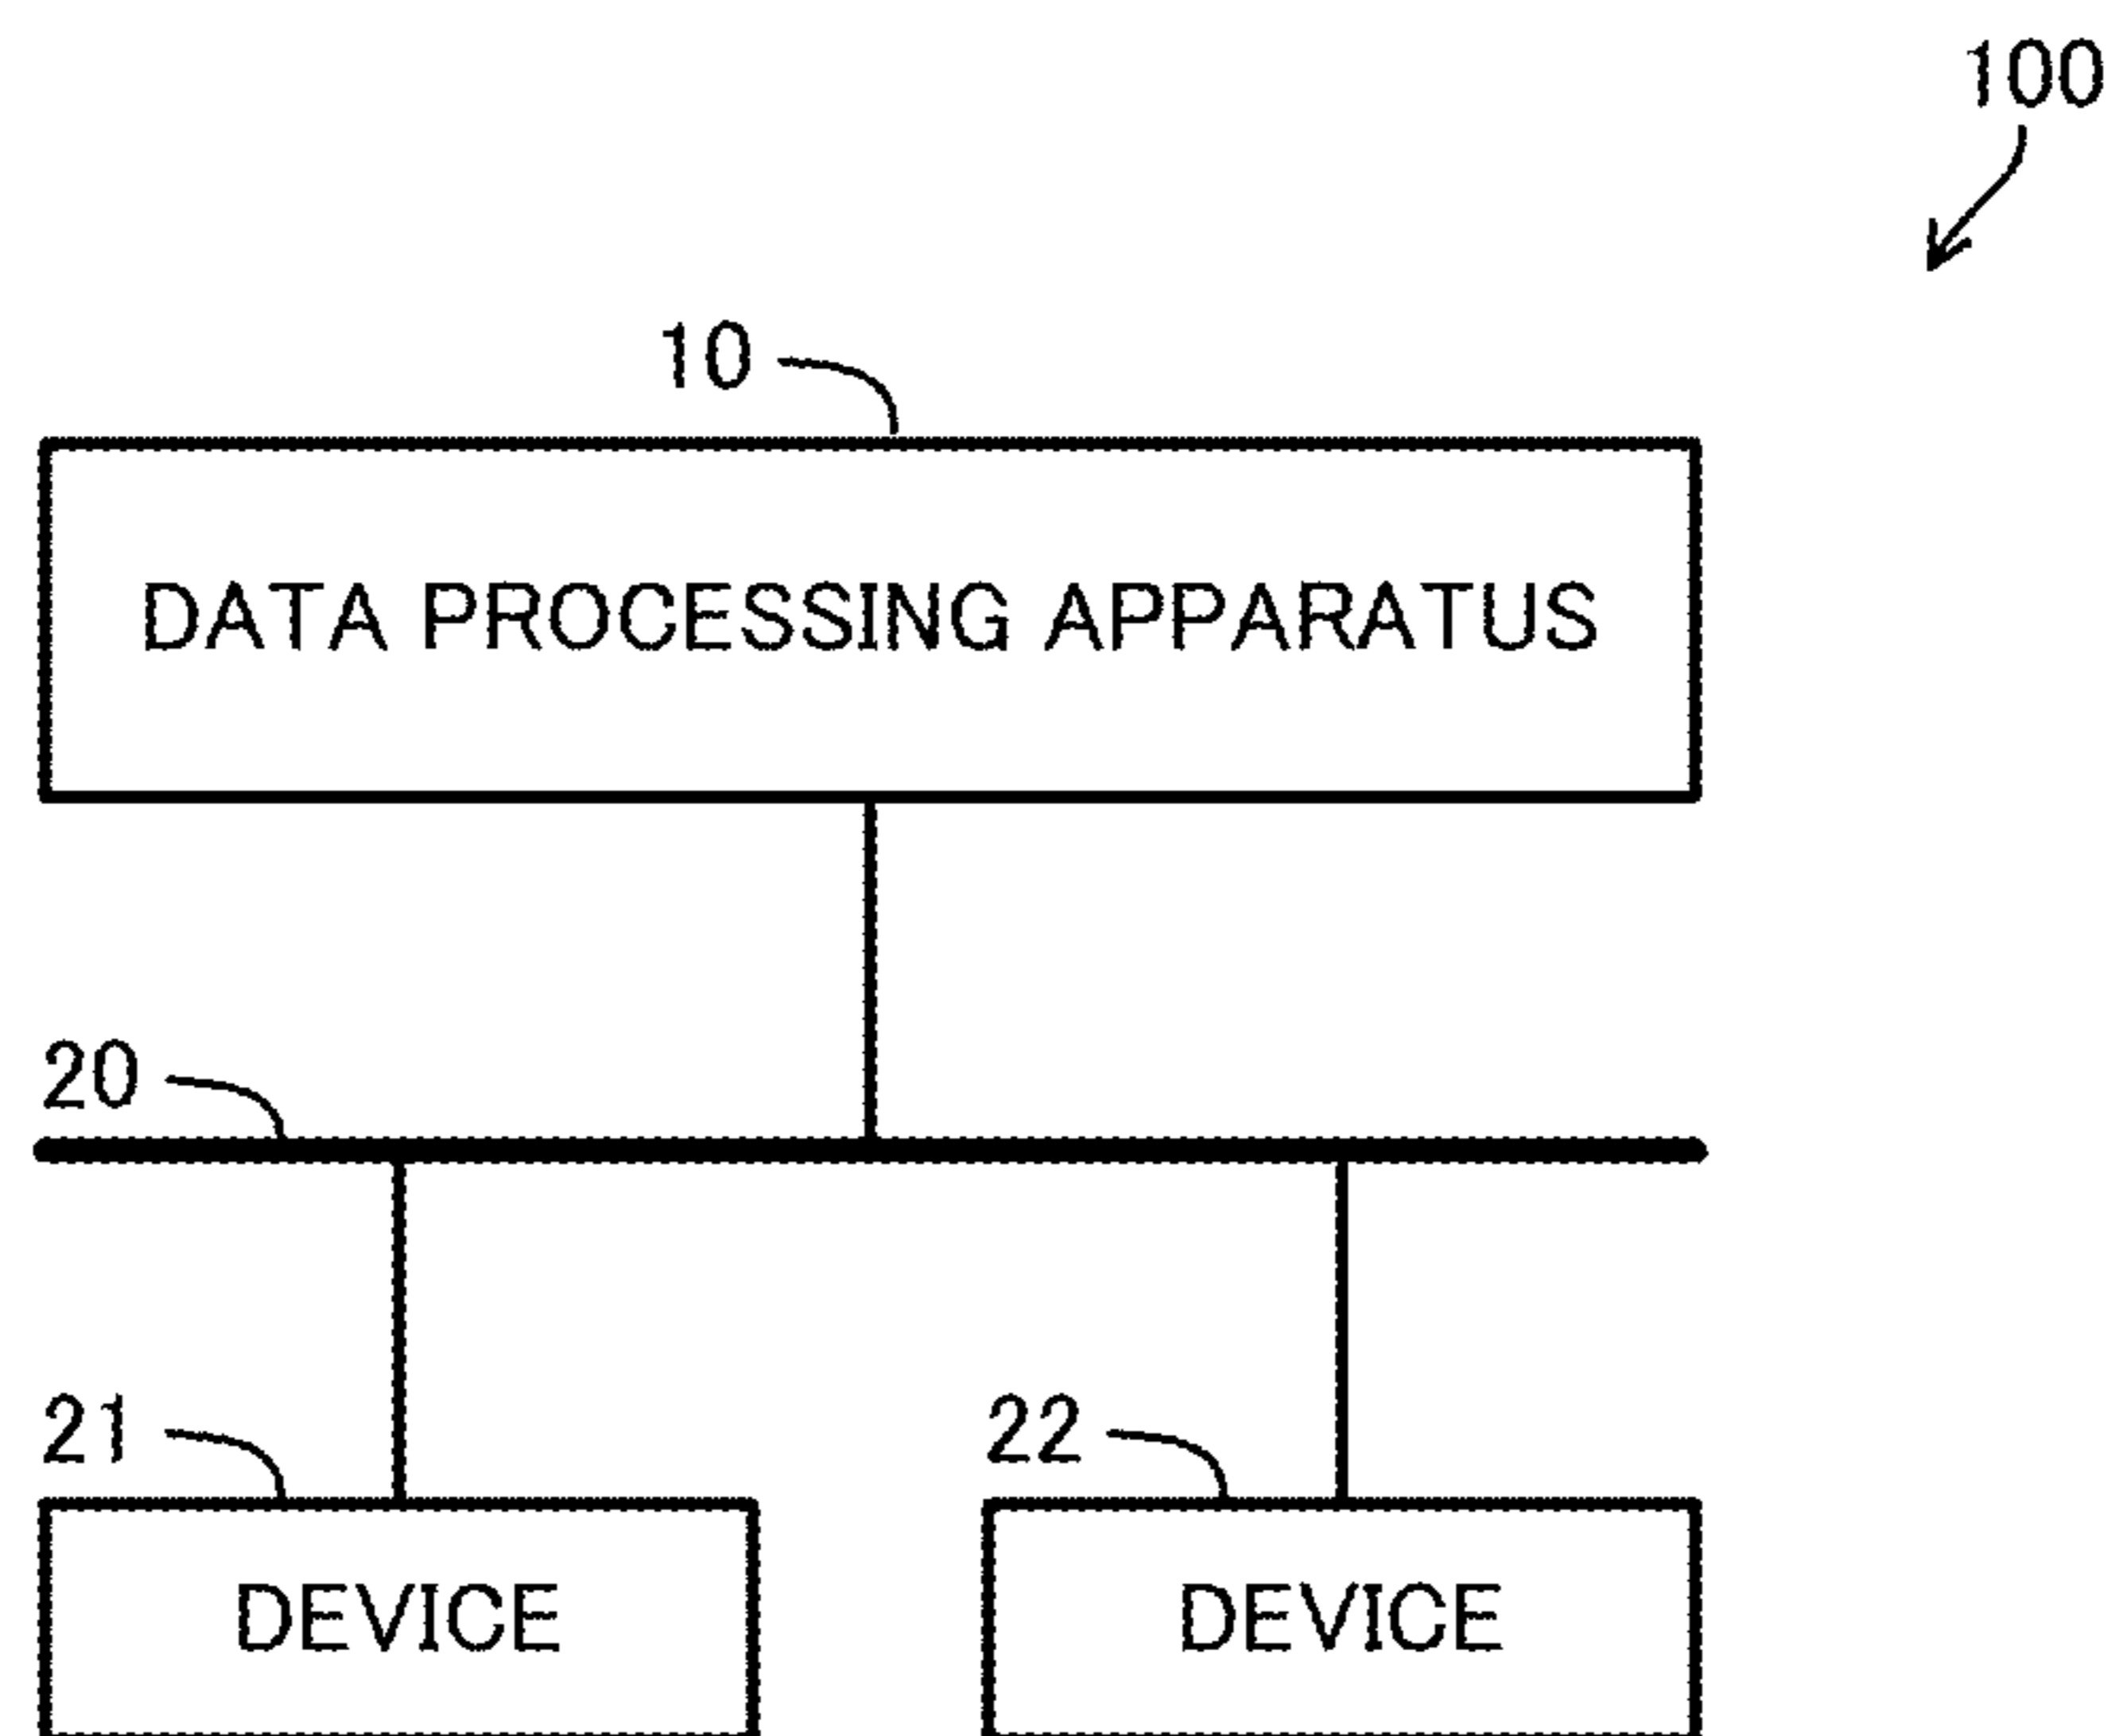 100
10
DATA PROCESSING APPARATUS
20
21
22
DEVICE
DEVICE